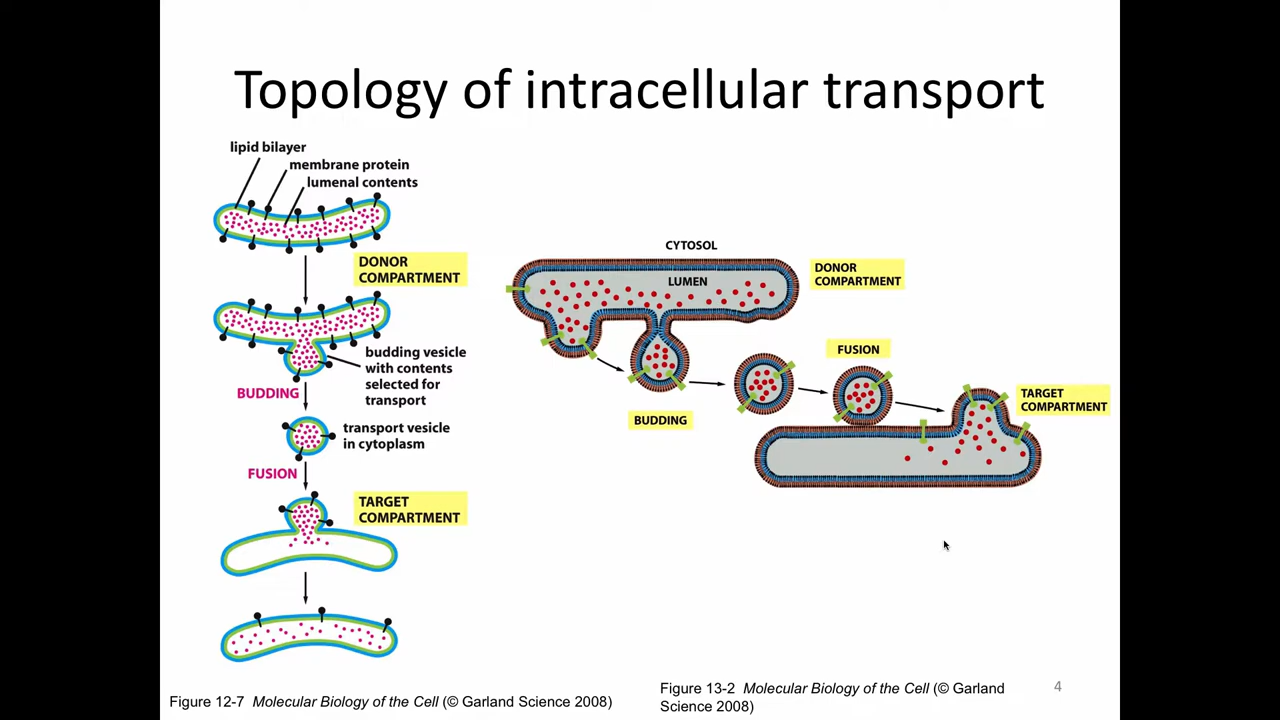 Topology of intracellular transport
lipid bilayer
membrane protein
lumenal contents
DONOR
COMPARTMENT
budding vesicle
with contents
selected for
transport
BUDDING
transport vesicle
in cytoplasm
FUSION
TARGET
COMPARTMENT
CYTOSOL
LUMEN
DONOR
COMPARTMENT
FUSION
BUDDING
TARGET
COMPARTMENT
Figure 12-7 Molecular Biology of the Cell (© Garland Science 2008)
Figure 13-2 Molecular Biology of the Cell (© Garland
Science 2008)
4